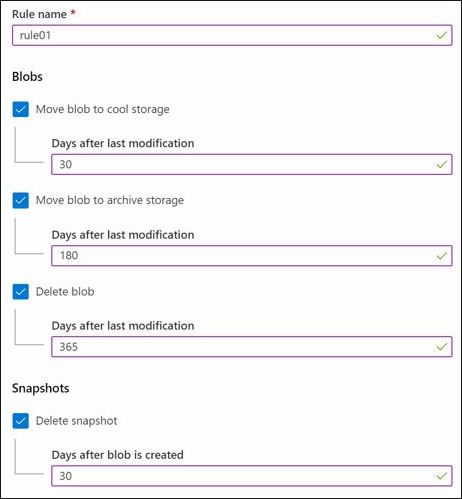 Rule name *
rule01
Blobs
Move blob to cool storage
Days after last modification
30
Move blob to archive storage
Days after last modification
180
Delete blob
Days after last modification
365
Snapshots
Delete snapshot
Days after blob is created
30